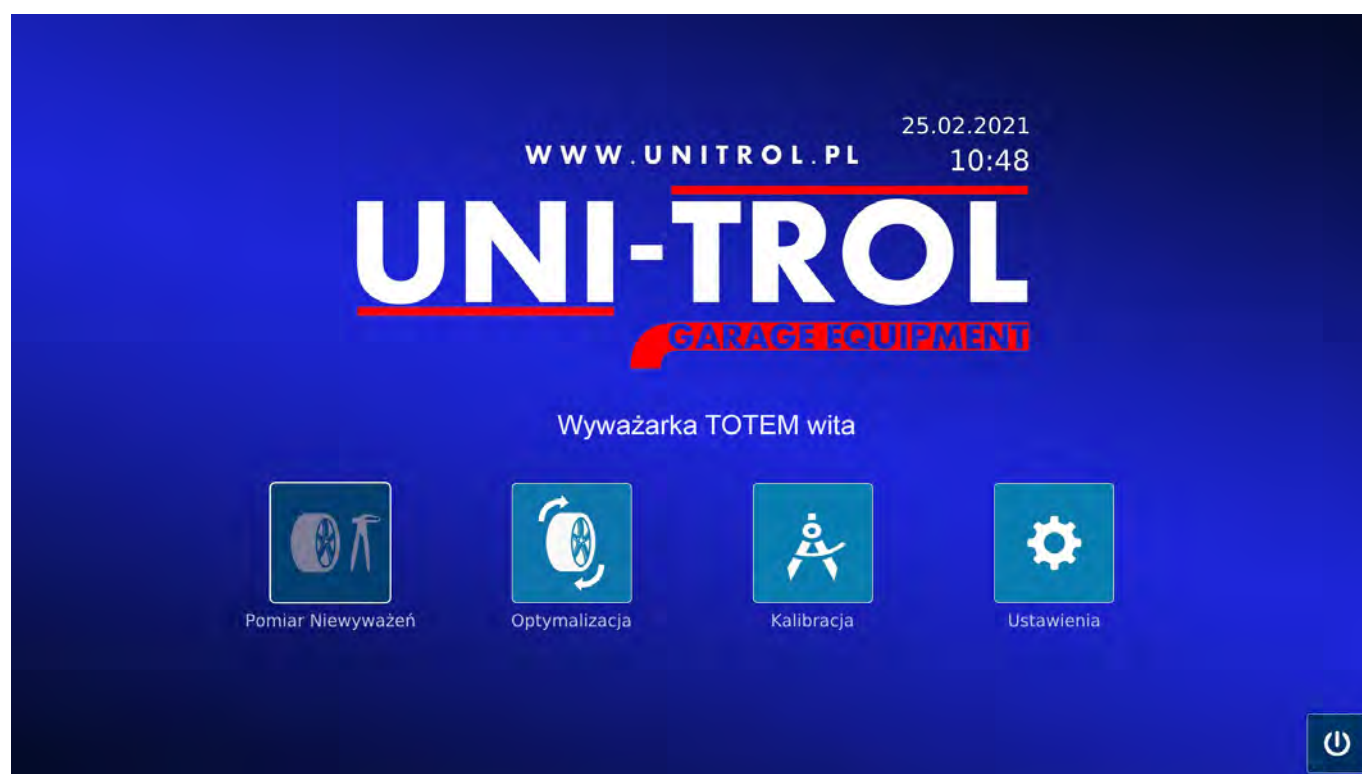 25.02.2021
WWW.UNITROL.PL 10:48
UNI-TROL
GARAGE EQUIPMENT
Wyważarka TOTEM wita
Pomiar Niewyważeń
Optymalizacja
Kalibracja
Ustawienia